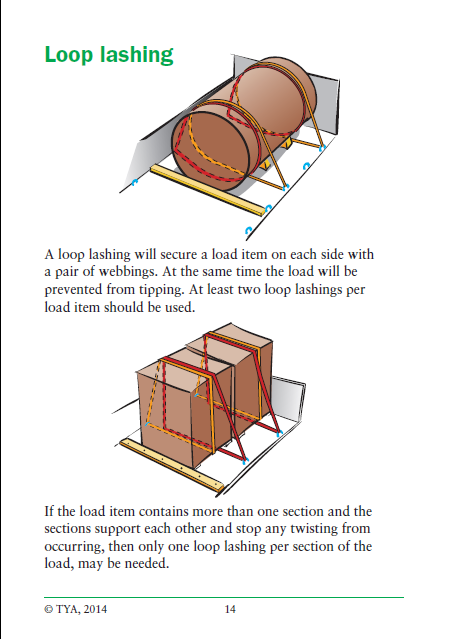 Loop lashing
A loop lashing will secure a load item on each side with
a pair of webbings. At the same time the load will be
prevented from tipping. At least two loop lashings per
load item should be used.
If the load item contains more than one section and the
sections support each other and stop any twisting from
occurring, then only one loop lashing per section of the
load, may be needed.
© TYA, 2014 14